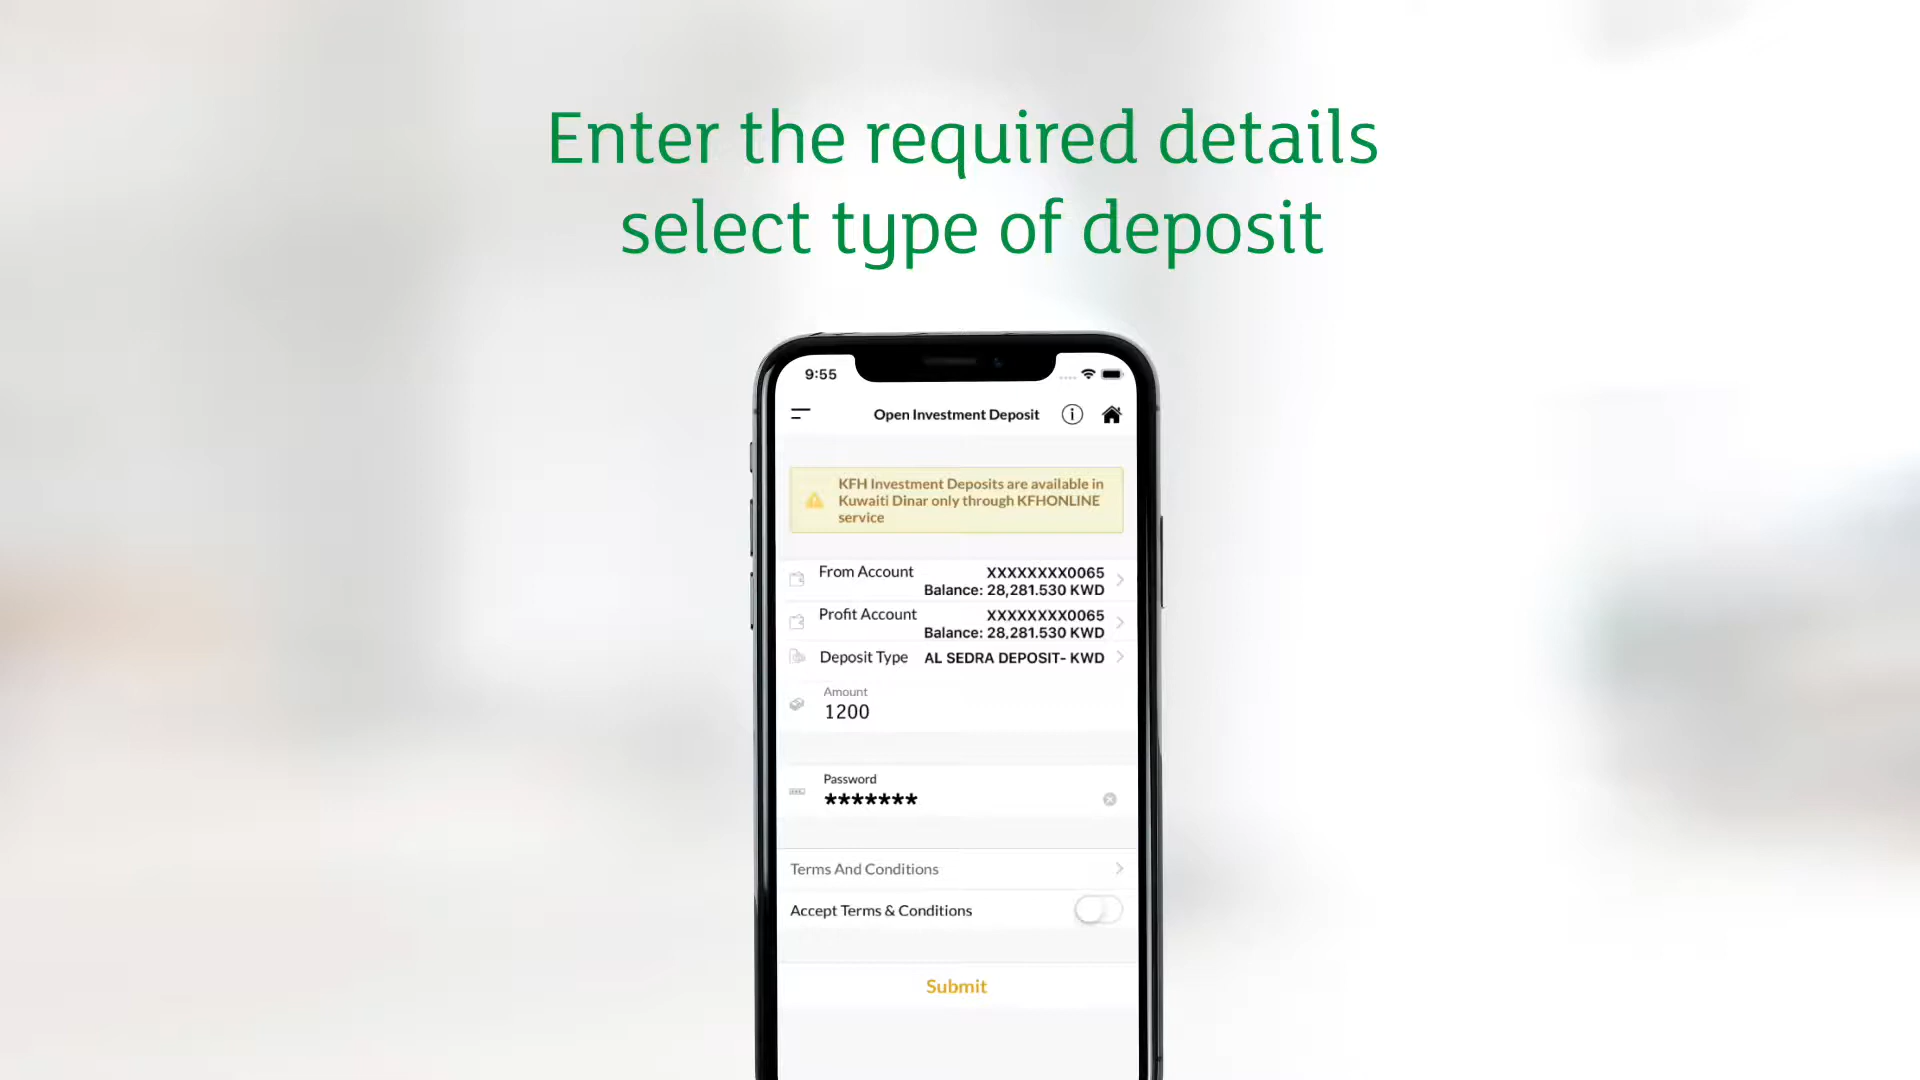 Enter the required details
select type of deposit
9:55
Open Investment Deposit
KFH Investment Deposits are available in
Kuwaiti Dinar only through KFHONLINE
service
From Account XXXXXXXX0065
Balance: 28,281.530 KWD
Profit Account XXXXXXXX0065
Balance: 28,281.530 KWD
Deposit Type AL SEDRA DEPOSIT- KWD
Amount
1200
Password
*******
Terms And Conditions
Accept Terms & Conditions
Submit